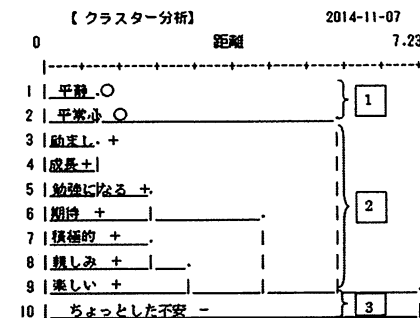 【 クラスター分析】 2014-11-07
0 距離 7.23
1 平静 .○
2 平常心 ○
3 励まし. +
4 成長+
5 勉強になる +.
6 期待 +
7 積極的 +
8 親しみ +
9 楽しい +
10 ちょっとした不安 −
1
2
3